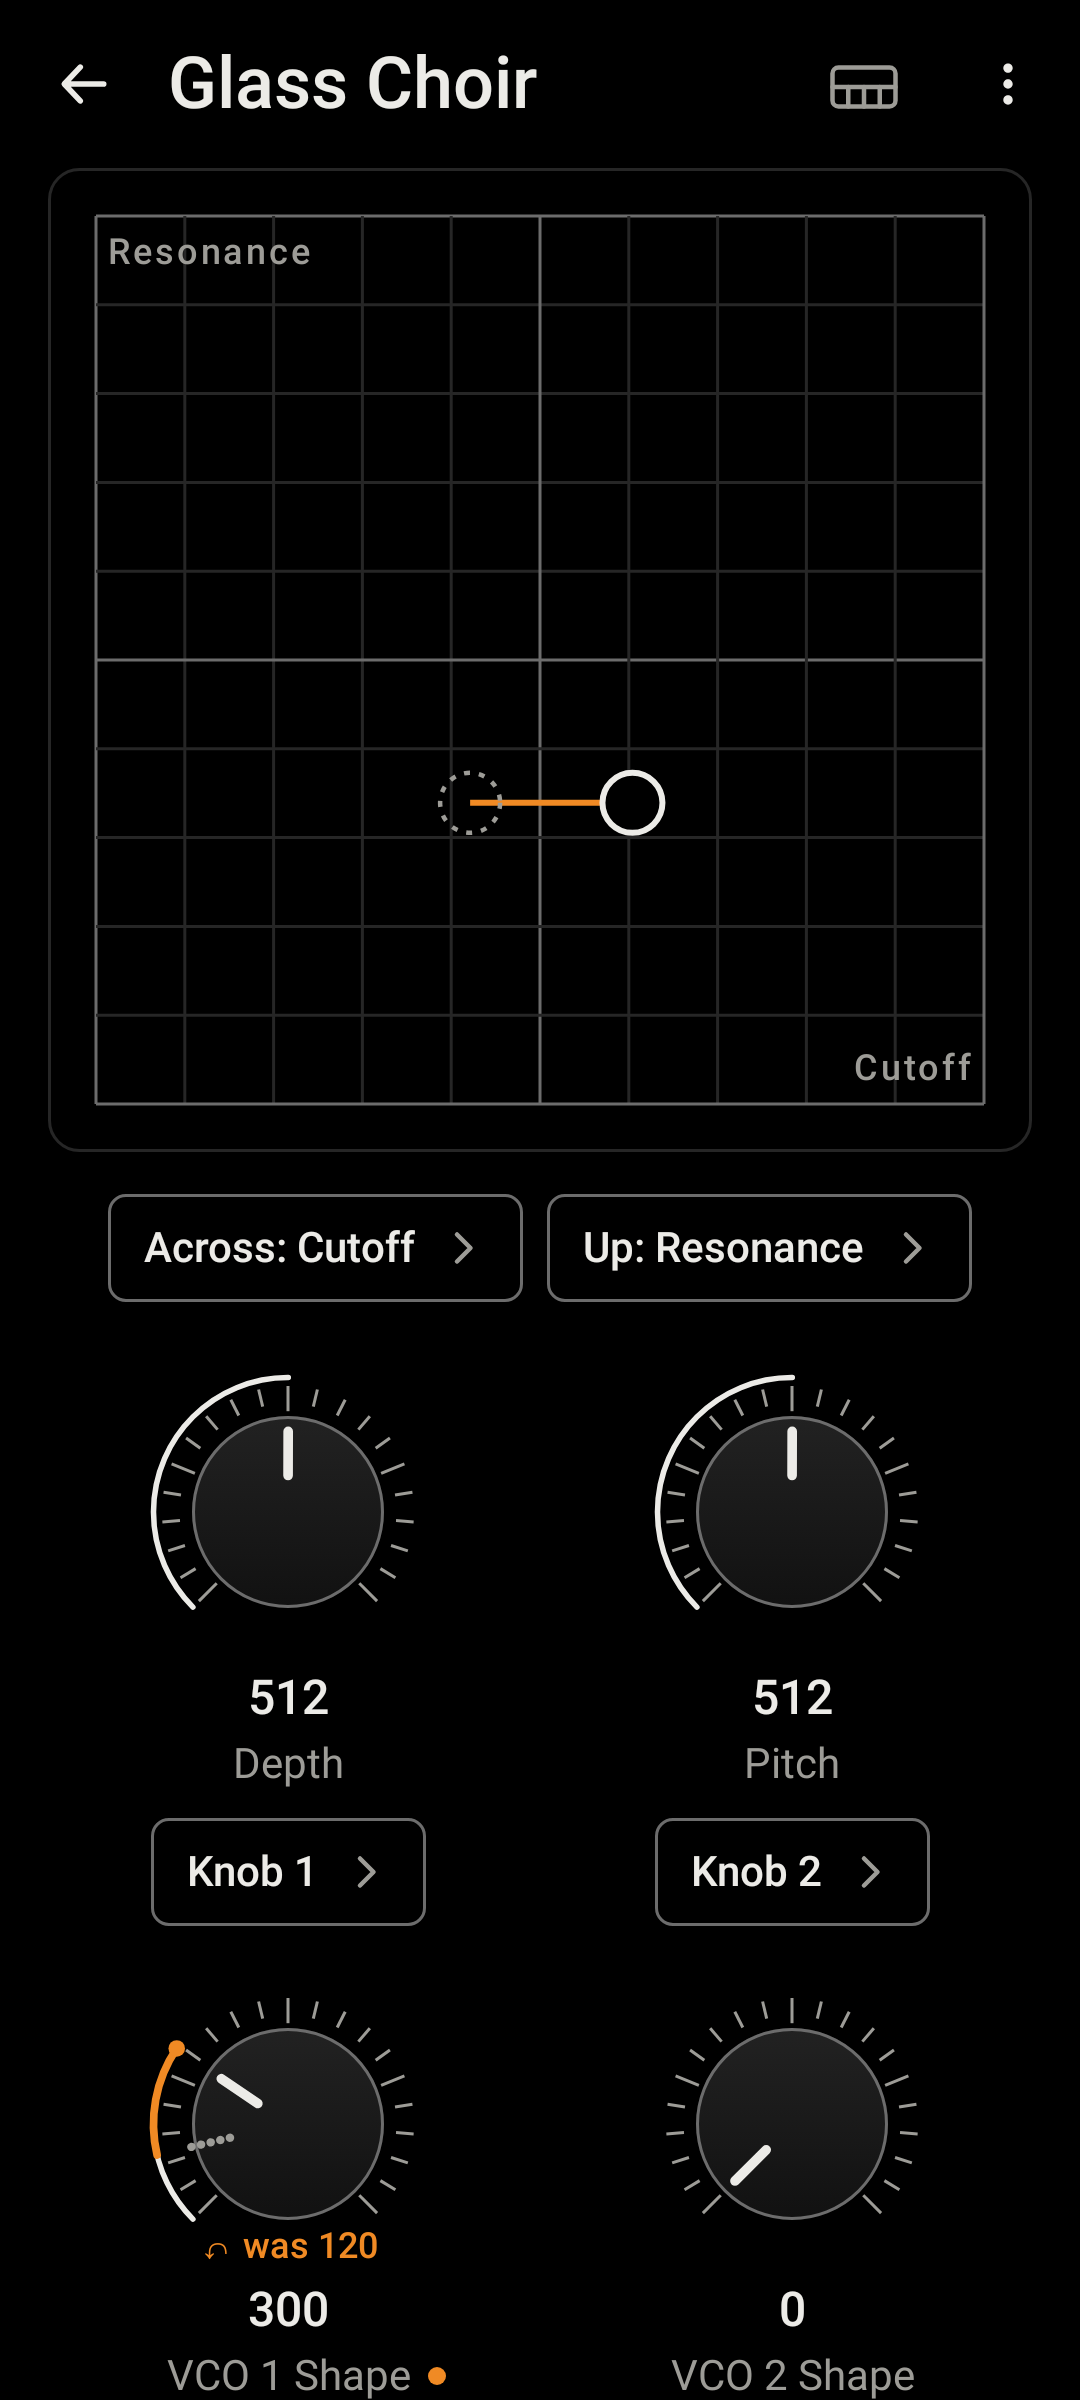 Glass Choir
Resonance
Cutoff
Across: Cutoff
Up: Resonance
512
512
Depth
Pitch
Knob 1
Knob 2
was 120
300
0
VCO 1 Shape
VCO 2 Shape